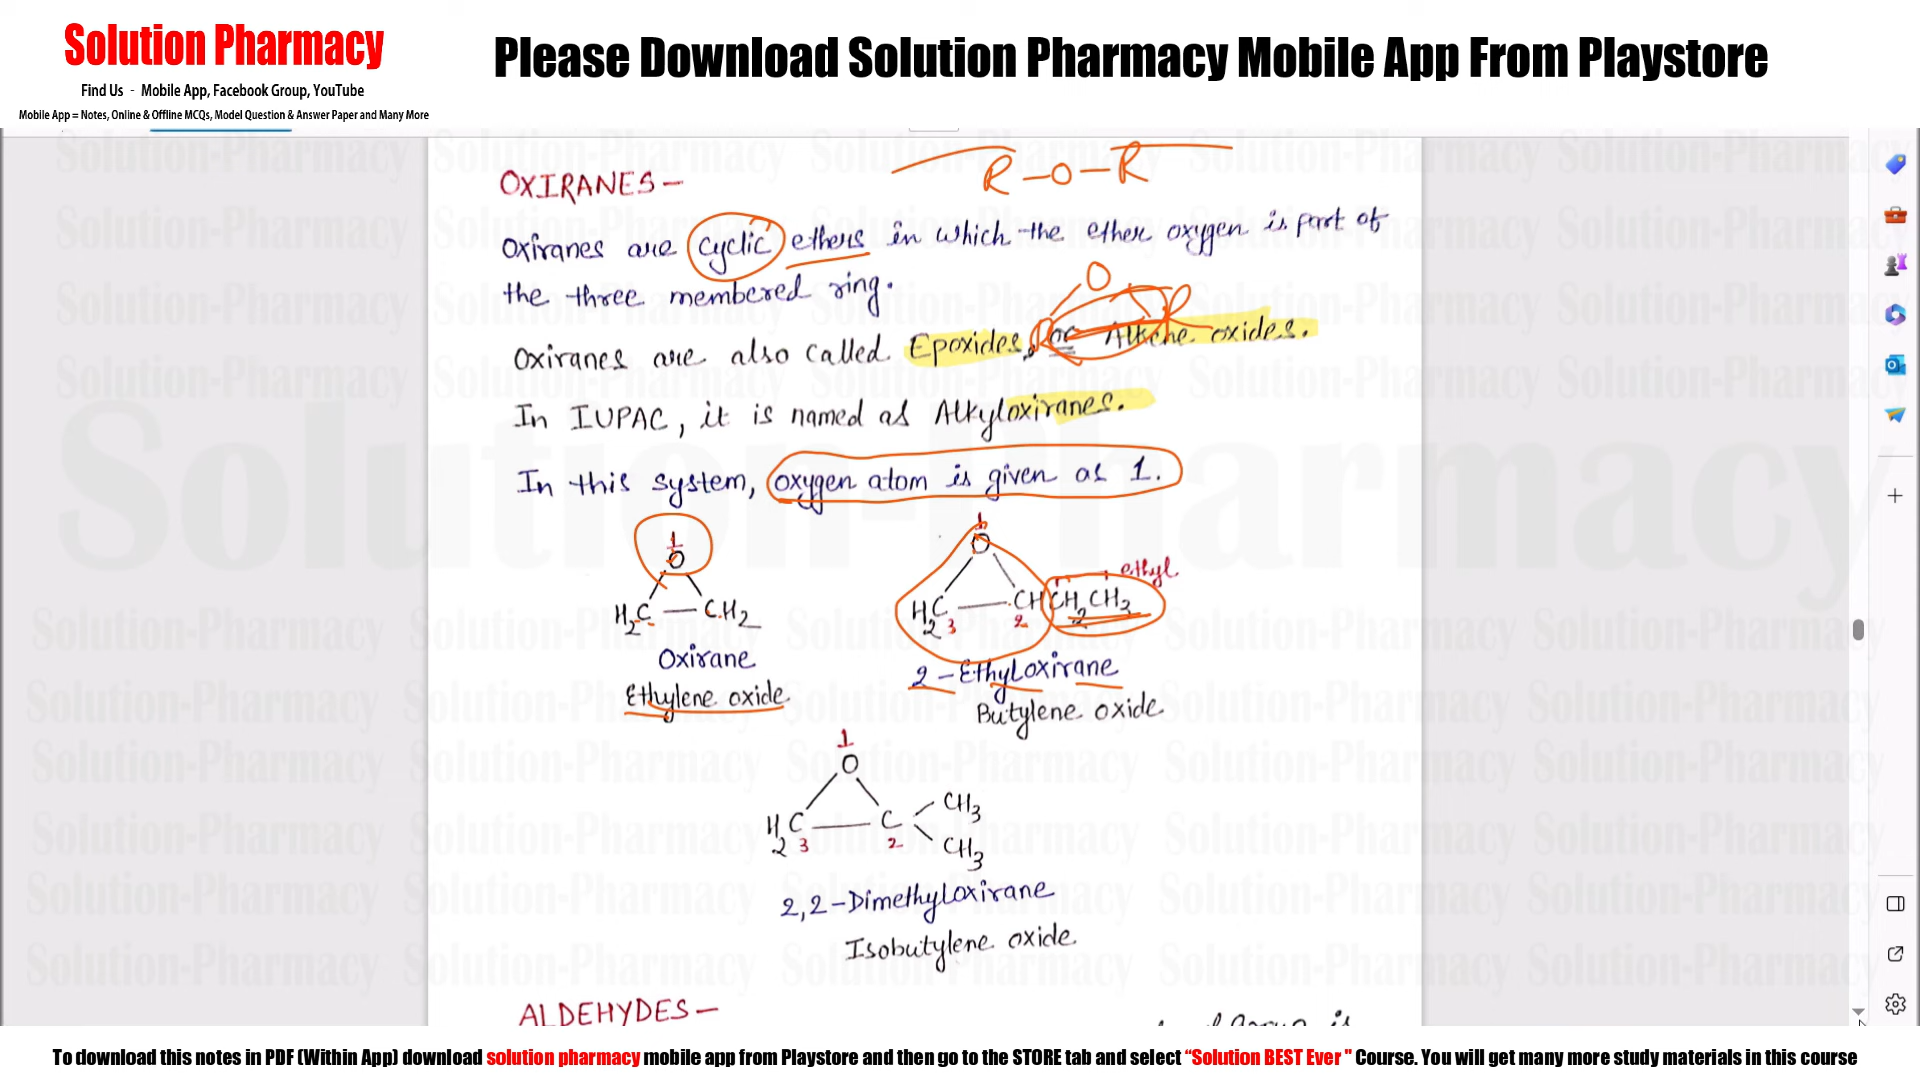 Solution Pharmacy
Find Us - Mobile App, Facebook Group, YouTube
Mobile App = Notes, Online & Offline MCQs, Model Question & Answer Paper and Many More
Please Download Solution Pharmacy Mobile App From Playstore
R-O-R
OXIRANES-
Oxiranes are cyclic ethers in which the ether oxygen is part of
the three membered ring.
O
R R
Oxiranes are also called Epoxides, or Alkene oxides.
In IUPAC, it is named as Alkyloxiranes.
In this system, oxygen atom is given as 1.
1 O
H2C — CH2
Oxirane
Ethylene oxide
1 O
ethyl
H2C — CHCH2CH3
3 2
2-Ethyloxirane
Butylene oxide
1
O
CH3
H2C — C
3 2
CH3
2,2-Dimethyloxirane
Isobutylene oxide
ALDEHYDES-
Solution-Pharmacy
To download this notes in PDF (Within App) download solution pharmacy mobile app from Playstore and then go to the STORE tab and select “Solution BEST Ever " Course. You will get many more study materials in this course